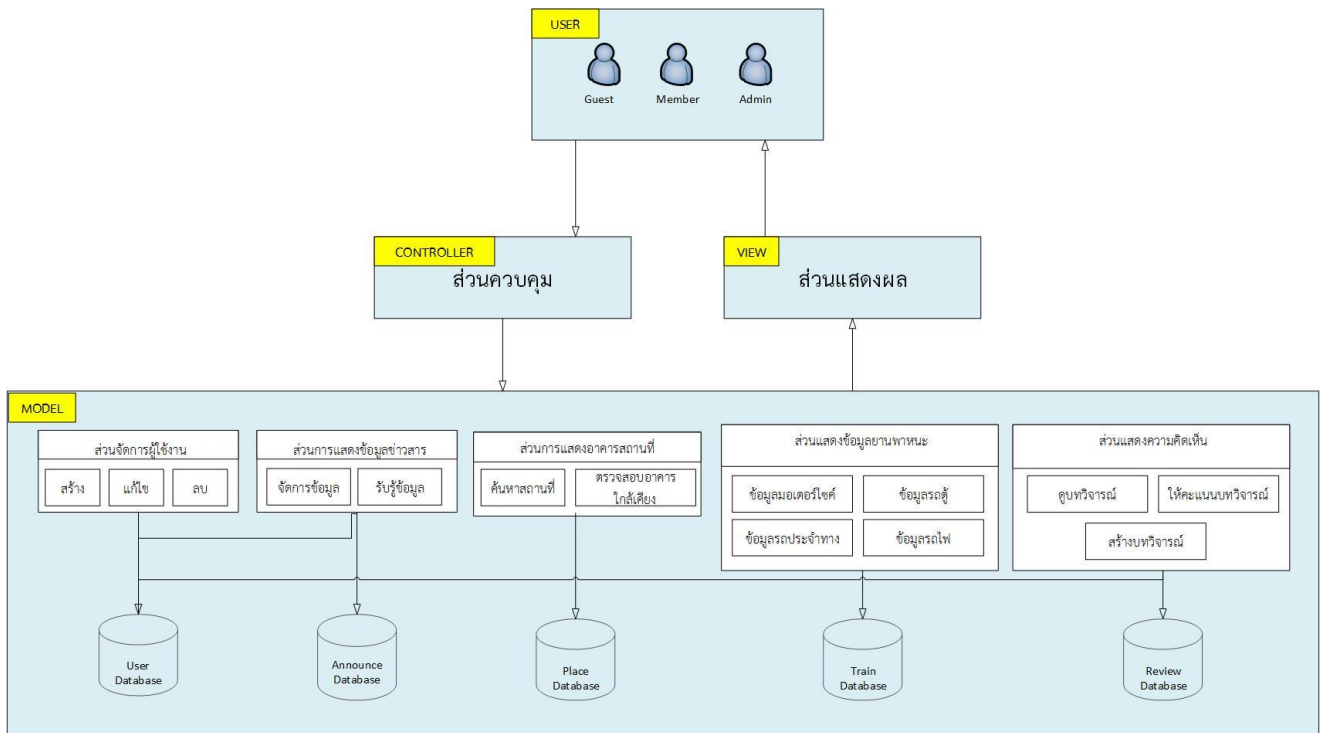 USER
Guest
Member
Admin
CONTROLLER
ส่วนควบคุม
VIEW
ส่วนแสดงผล
MODEL
ส่วนจัดการผู้ใช้งาน
สร้าง
แก้ไข
ลบ
ส่วนการแสดงข้อมูลข่าวสาร
จัดการข้อมูล
รับรู้ข้อมูล
ส่วนการแสดงอาคารสถานที่
ค้นหาสถานที่
ตรวจสอบอาคาร
ใกล้เคียง
ส่วนแสดงข้อมูลยานพาหนะ
ข้อมูลมอเตอร์ไซค์
ข้อมูลรถตู้
ข้อมูลรถประจำทาง
ข้อมูลรถไฟ
ส่วนแสดงความคิดเห็น
ดูบทวิจารณ์
ให้คะแนนบทวิจารณ์
สร้างบทวิจารณ์
User
Database
Announce
Database
Place
Database
Train
Database
Review
Database